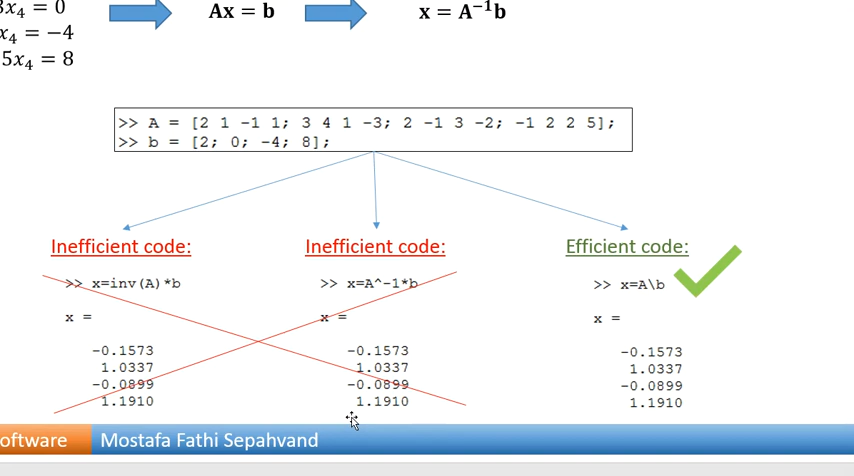 3x₄ = 0
x₄ = −4
5x₄ = 8
Ax = b
x = A⁻¹b
>> A = [2 1 -1 1; 3 4 1 -3; 2 -1 3 -2; -1 2 2 5];
>> b = [2; 0; -4; 8];
Inefficient code:
>> x=inv(A)*b
x =
-0.1573
1.0337
-0.0899
1.1910
Inefficient code:
>> x=A^-1*b
x =
-0.1573
1.0337
-0.0899
1.1910
Efficient code:
>> x=A\b
x =
-0.1573
1.0337
-0.0899
1.1910
oftware
Mostafa Fathi Sepahvand